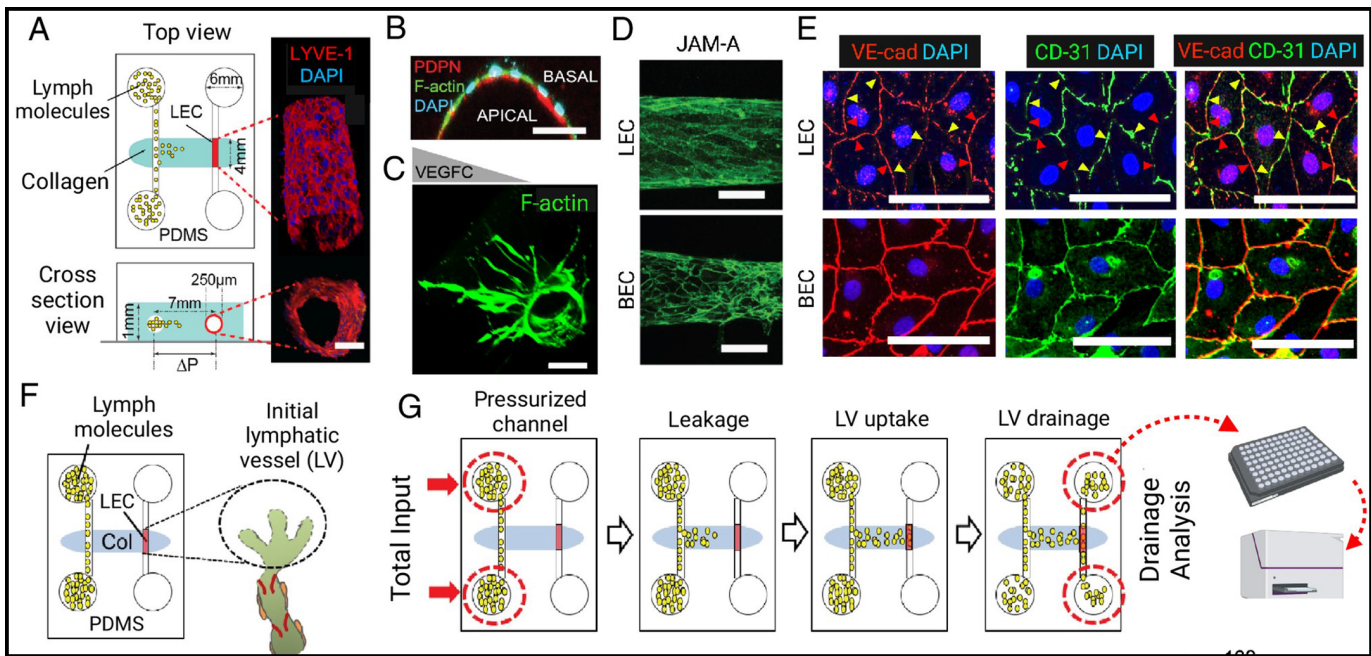 A
Top view
Lymph
molecules
6mm
LEC
4mm
Collagen
PDMS
LYVE-1
DAPI
Cross
section
view
250µm
7mm
1mm
ΔP
B
PDPN
F-actin
DAPI
BASAL
APICAL
C
VEGFC
F-actin
D
JAM-A
LEC
BEC
E
VE-cad DAPI
CD-31 DAPI
VE-cad CD-31 DAPI
LEC
BEC
F
Lymph
molecules
Initial
lymphatic
vessel (LV)
LEC
Col
PDMS
G
Pressurized
channel
Leakage
LV uptake
LV drainage
Total Input
Drainage
Analysis